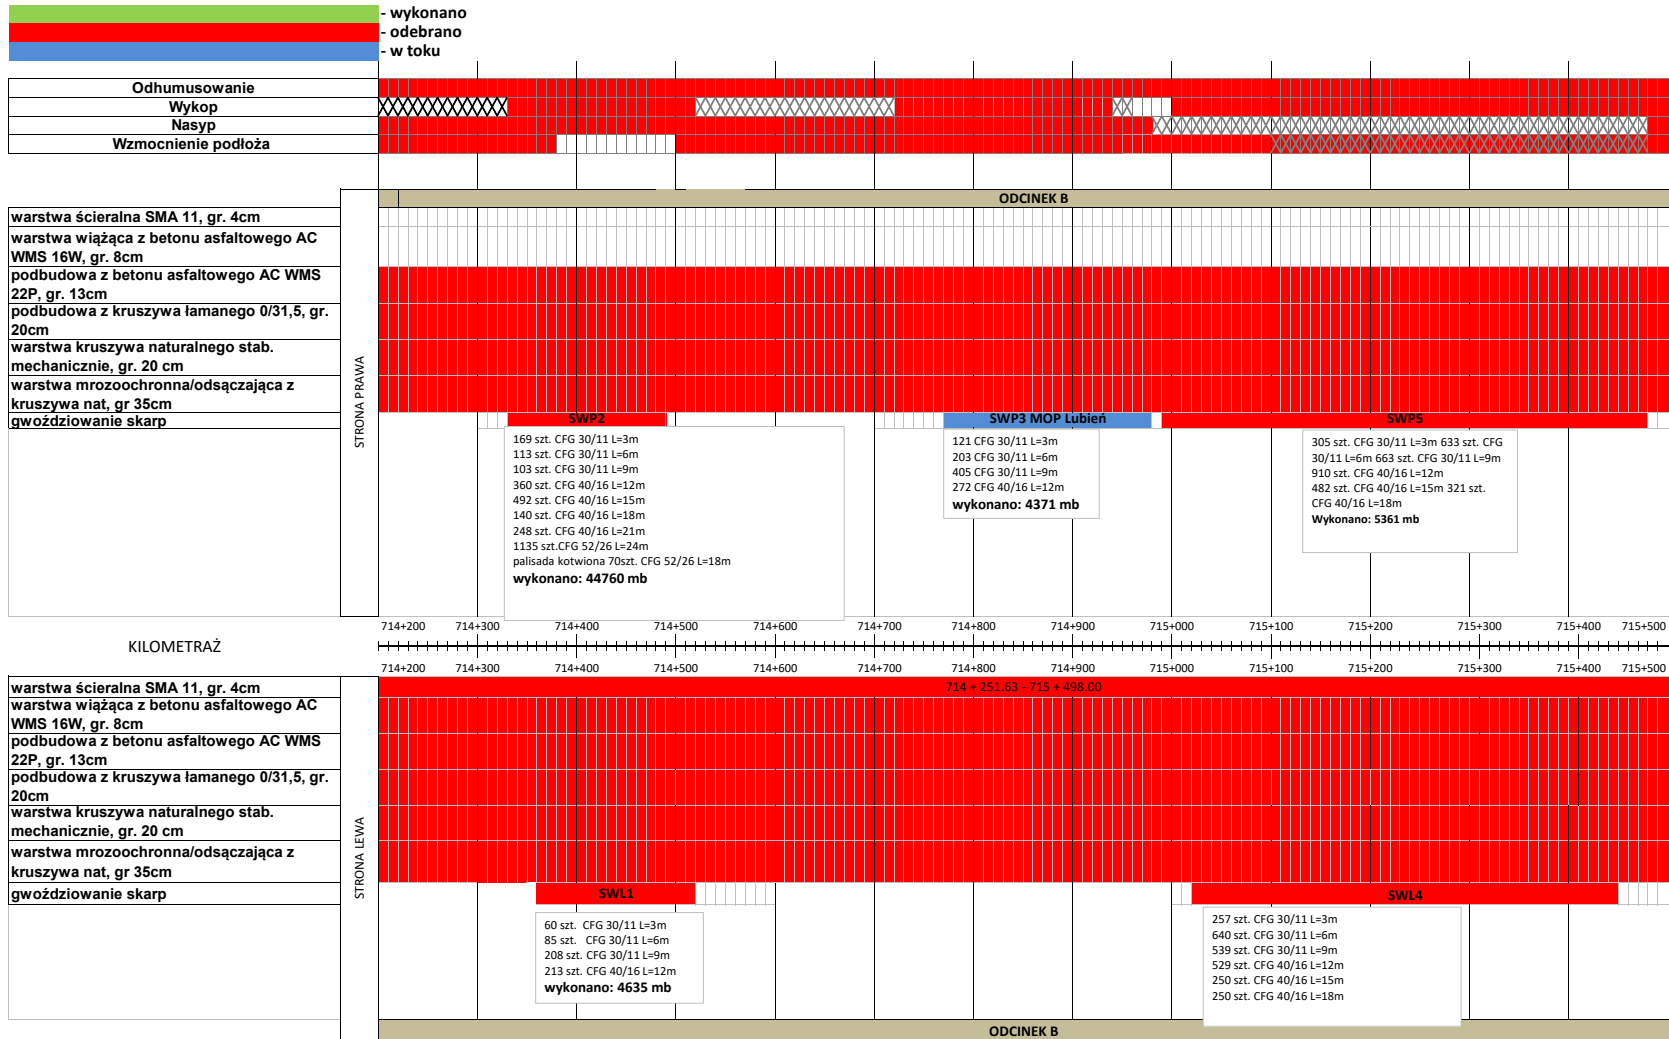 - wykonano
- odebrano
- w toku
Odhumusowanie
Wykop
Nasyp
Wzmocnienie podłoża
ODCINEK B
STRONA PRAWA
warstwa ścieralna SMA 11, gr. 4cm
warstwa wiążąca z betonu asfaltowego AC
WMS 16W, gr. 8cm
podbudowa z betonu asfaltowego AC WMS
22P, gr. 13cm
podbudowa z kruszywa łamanego 0/31,5, gr.
20cm
warstwa kruszywa naturalnego stab.
mechanicznie, gr. 20 cm
warstwa mrozoochronna/odsączająca z
kruszywa nat, gr 35cm
gwoździowanie skarp
SWP2
SWP3 MOP Lubień
SWP5
169 szt. CFG 30/11 L=3m
113 szt. CFG 30/11 L=6m
103 szt. CFG 30/11 L=9m
360 szt. CFG 40/16 L=12m
492 szt. CFG 40/16 L=15m
140 szt. CFG 40/16 L=18m
248 szt. CFG 40/16 L=21m
1135 szt.CFG 52/26 L=24m
palisada kotwiona 70szt. CFG 52/26 L=18m
wykonano: 44760 mb
121 CFG 30/11 L=3m
203 CFG 30/11 L=6m
405 CFG 30/11 L=9m
272 CFG 40/16 L=12m
wykonano: 4371 mb
305 szt. CFG 30/11 L=3m 633 szt. CFG
30/11 L=6m 663 szt. CFG 30/11 L=9m
910 szt. CFG 40/16 L=12m
482 szt. CFG 40/16 L=15m 321 szt.
CFG 40/16 L=18m
Wykonano: 5361 mb
714+200 714+300 714+400 714+500 714+600 714+700 714+800 714+900 715+000 715+100 715+200 715+300 715+400 715+500
KILOMETRAŻ
714+200 714+300 714+400 714+500 714+600 714+700 714+800 714+900 715+000 715+100 715+200 715+300 715+400 715+500
STRONA LEWA
warstwa ścieralna SMA 11, gr. 4cm
714 + 251.63 - 715 + 498.00
warstwa wiążąca z betonu asfaltowego AC
WMS 16W, gr. 8cm
podbudowa z betonu asfaltowego AC WMS
22P, gr. 13cm
podbudowa z kruszywa łamanego 0/31,5, gr.
20cm
warstwa kruszywa naturalnego stab.
mechanicznie, gr. 20 cm
warstwa mrozoochronna/odsączająca z
kruszywa nat, gr 35cm
gwoździowanie skarp
SWL1
SWL4
60 szt. CFG 30/11 L=3m
85 szt. CFG 30/11 L=6m
208 szt. CFG 30/11 L=9m
213 szt. CFG 40/16 L=12m
wykonano: 4635 mb
257 szt. CFG 30/11 L=3m
640 szt. CFG 30/11 L=6m
539 szt. CFG 30/11 L=9m
529 szt. CFG 40/16 L=12m
250 szt. CFG 40/16 L=15m
250 szt. CFG 40/16 L=18m
ODCINEK B